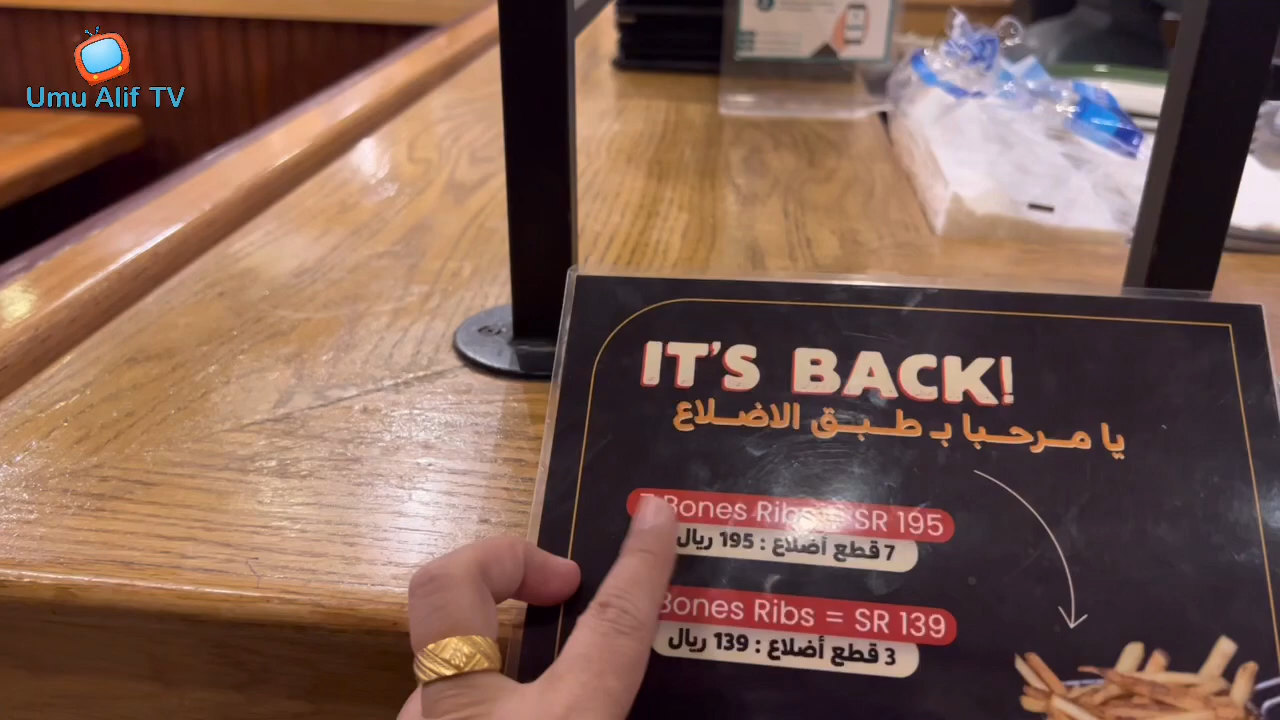 Umu Alif TV
IT'S BACK!
يا مرحبا بـ طبق الاضلاع
7 Bones Ribs = SR 195
7 قطع أضلاع : 195 ريال
Bones Ribs = SR 139
3 قطع أضلاع : 139 ريال